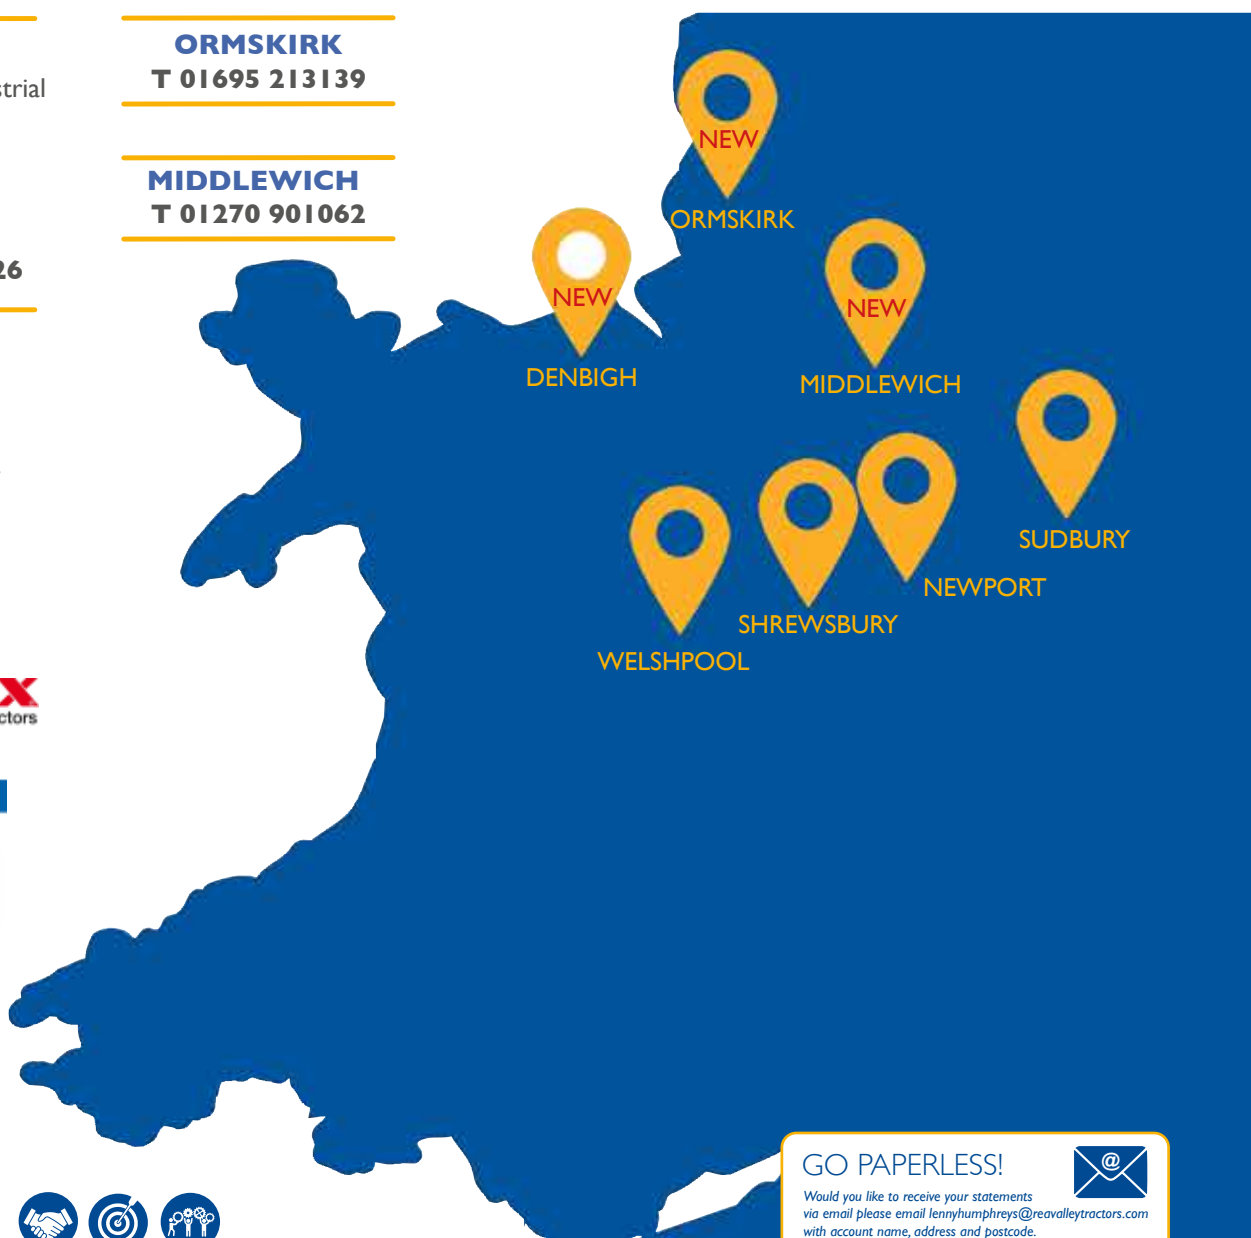 ORMSKIRK
T 01695 213139
MIDDLEWICH
T 01270 901062
strial
26
X
ctors
NEW
ORMSKIRK
NEW
DENBIGH
NEW
MIDDLEWICH
SUDBURY
NEWPORT
SHREWSBURY
WELSHPOOL
GO PAPERLESS!
@
Would you like to receive your statements
via email please email lennyhumphreys@reavalleytractors.com
with account name, address and postcode.